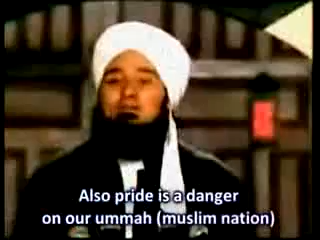 Also pride is a danger
on our ummah (muslim nation)